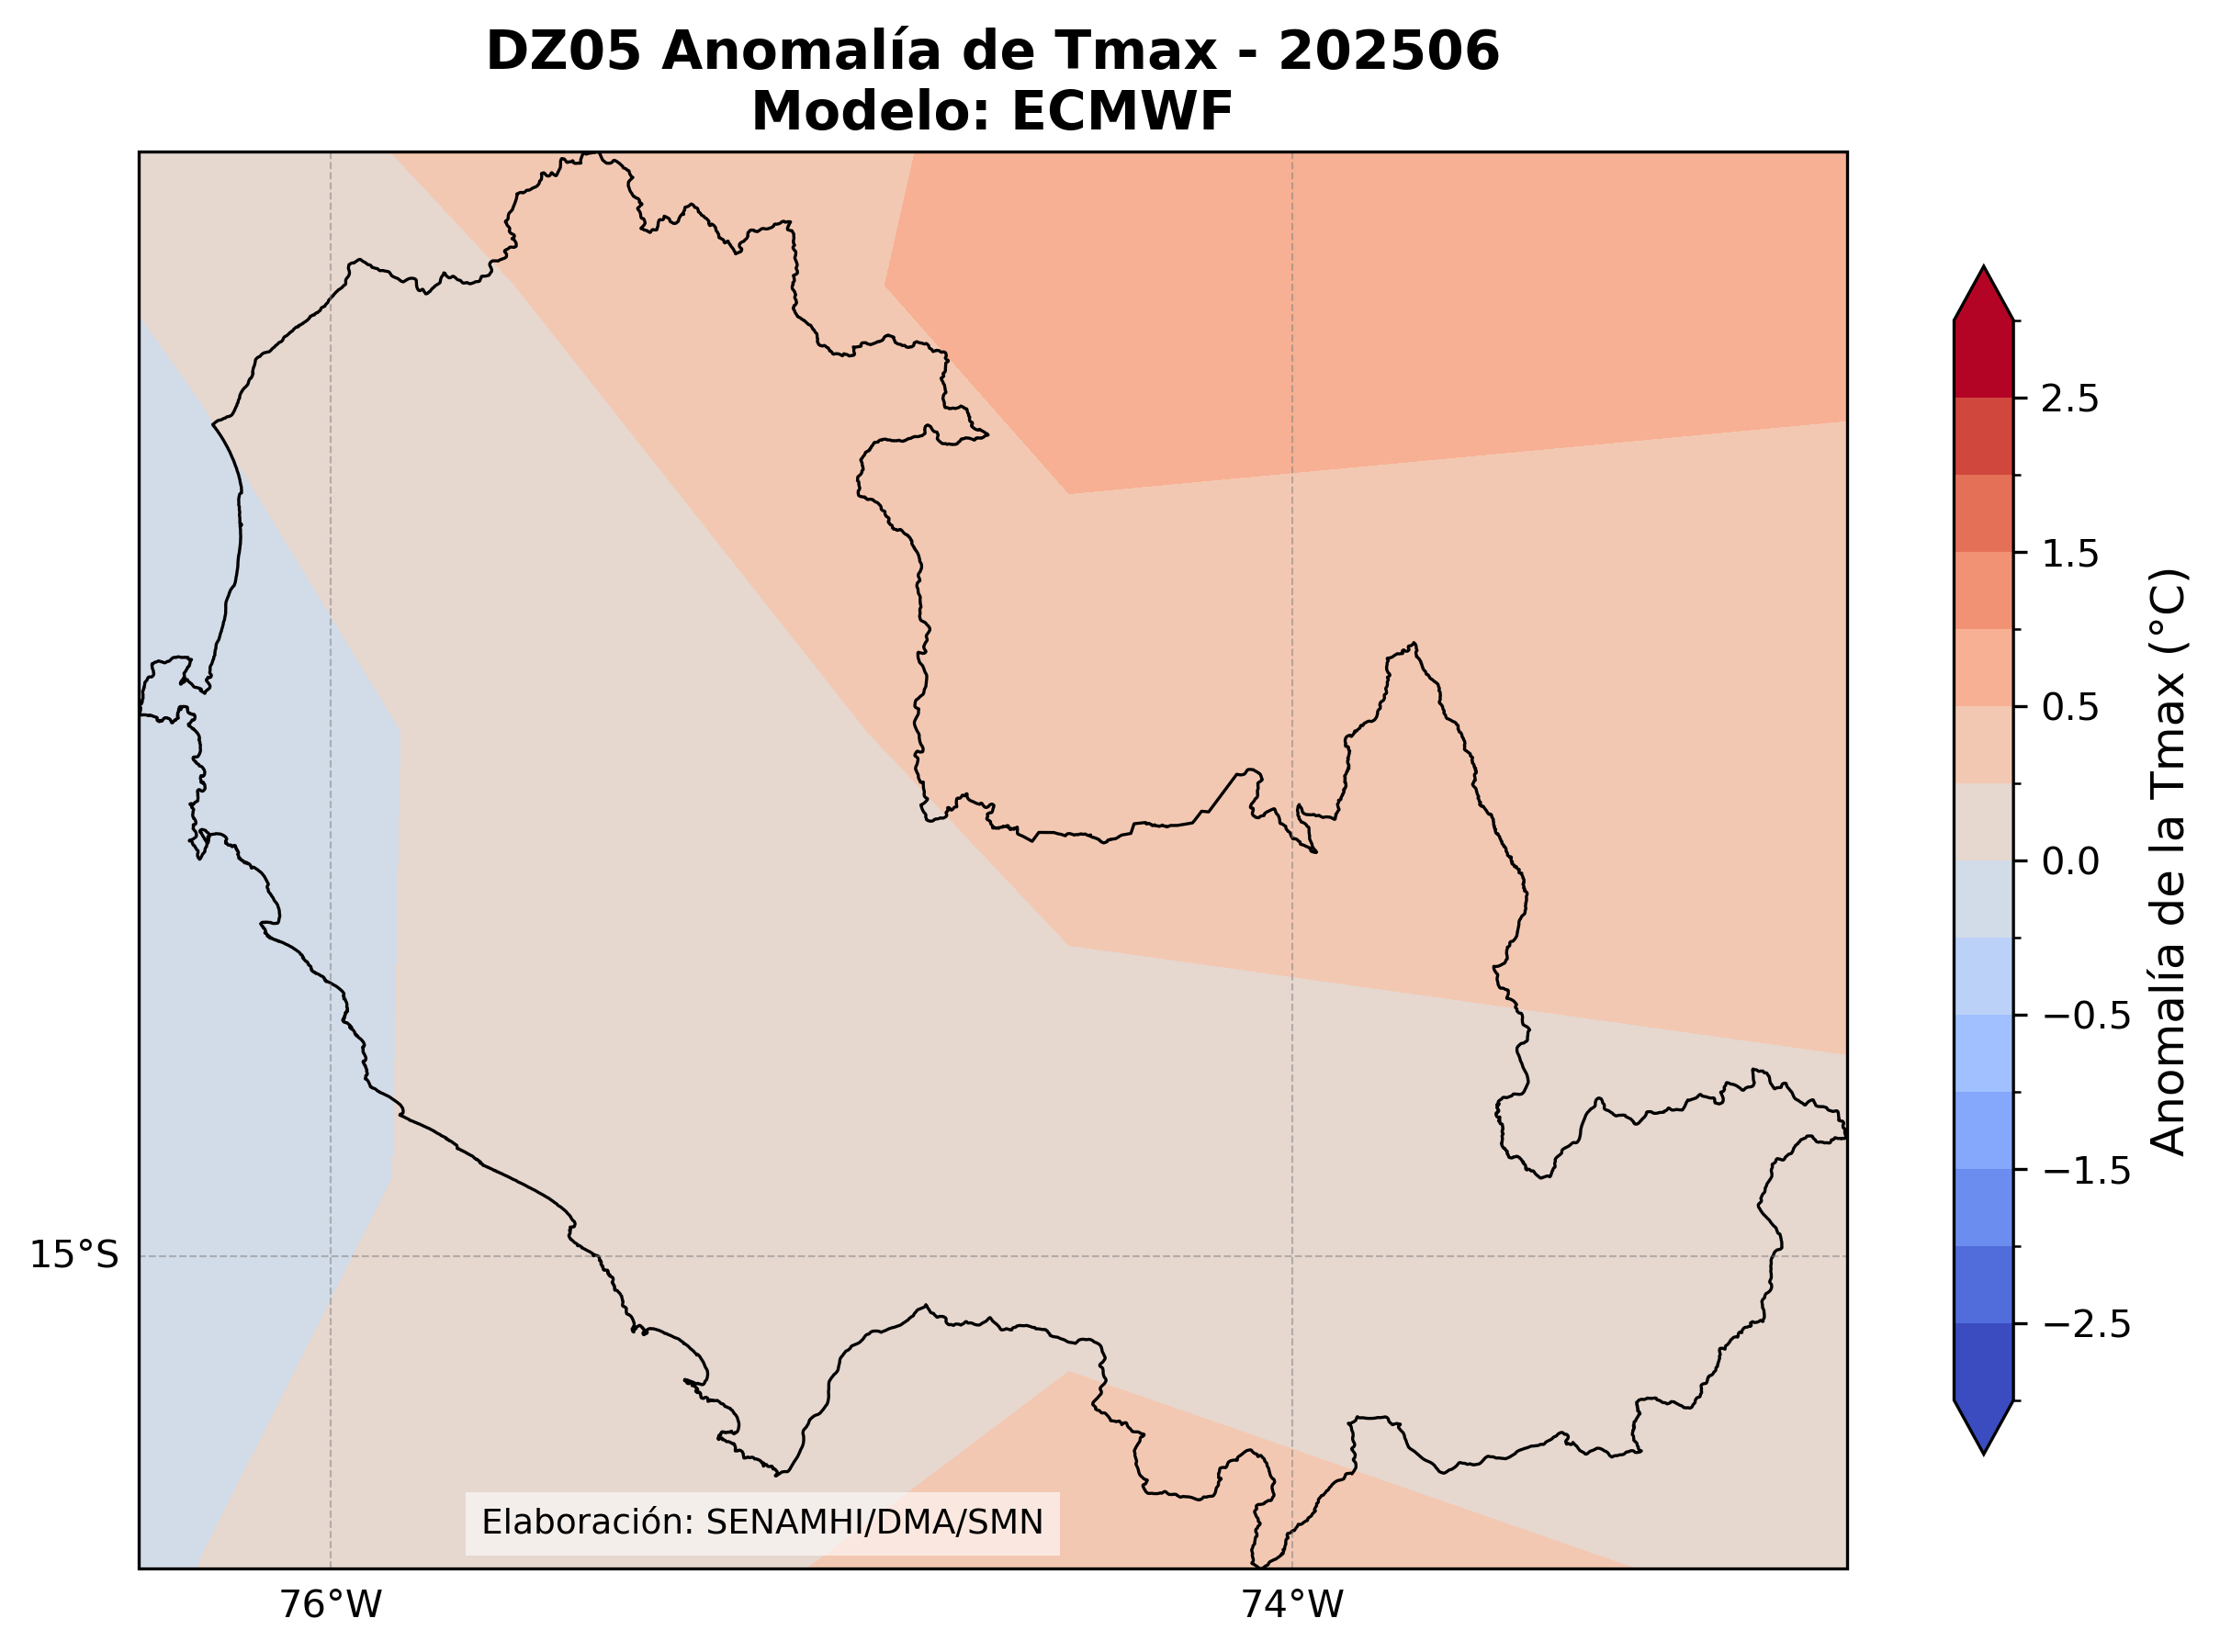 DZ05 Anomalía de Tmax - 202506
Modelo: ECMWF
2.5
1.5
0.5
0.0
−0.5
−1.5
−2.5
Anomalía de la Tmax (°C)
15°S
Elaboración: SENAMHI/DMA/SMN
76°W
74°W